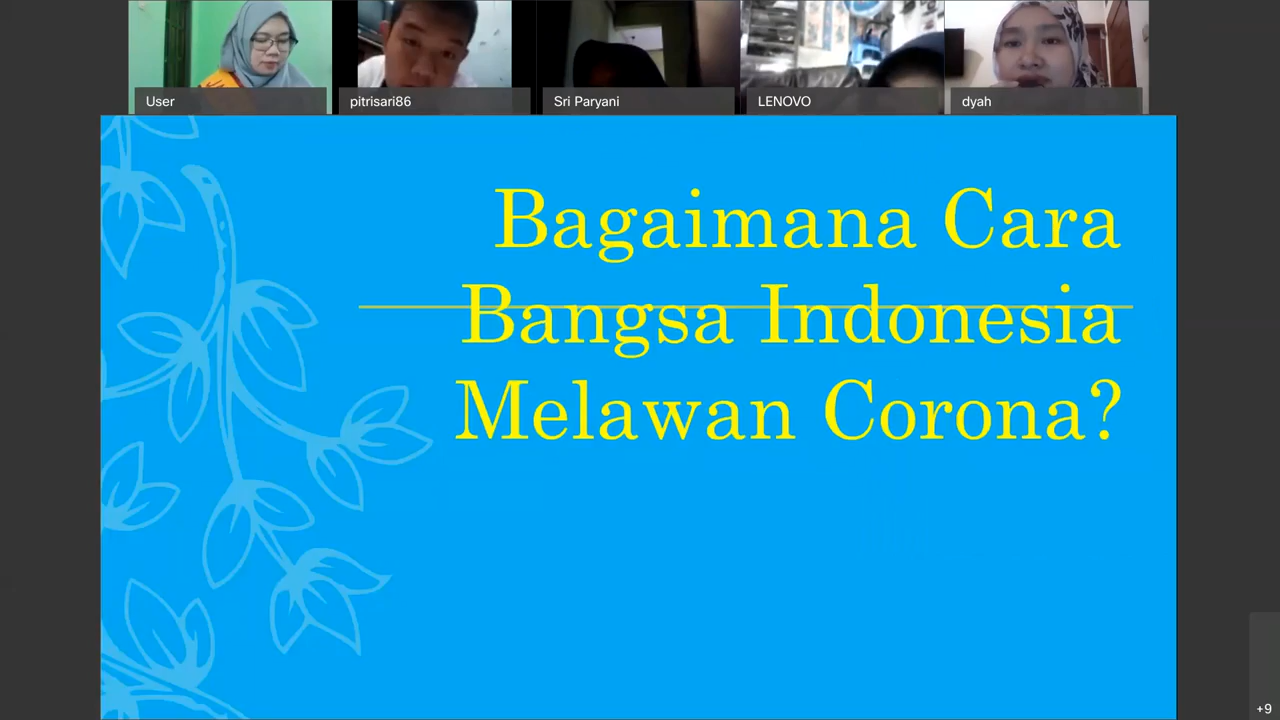 User
pitrisari86
Sri Paryani
LENOVO
dyah
Bagaimana Cara
Bangsa Indonesia
Melawan Corona?
+9